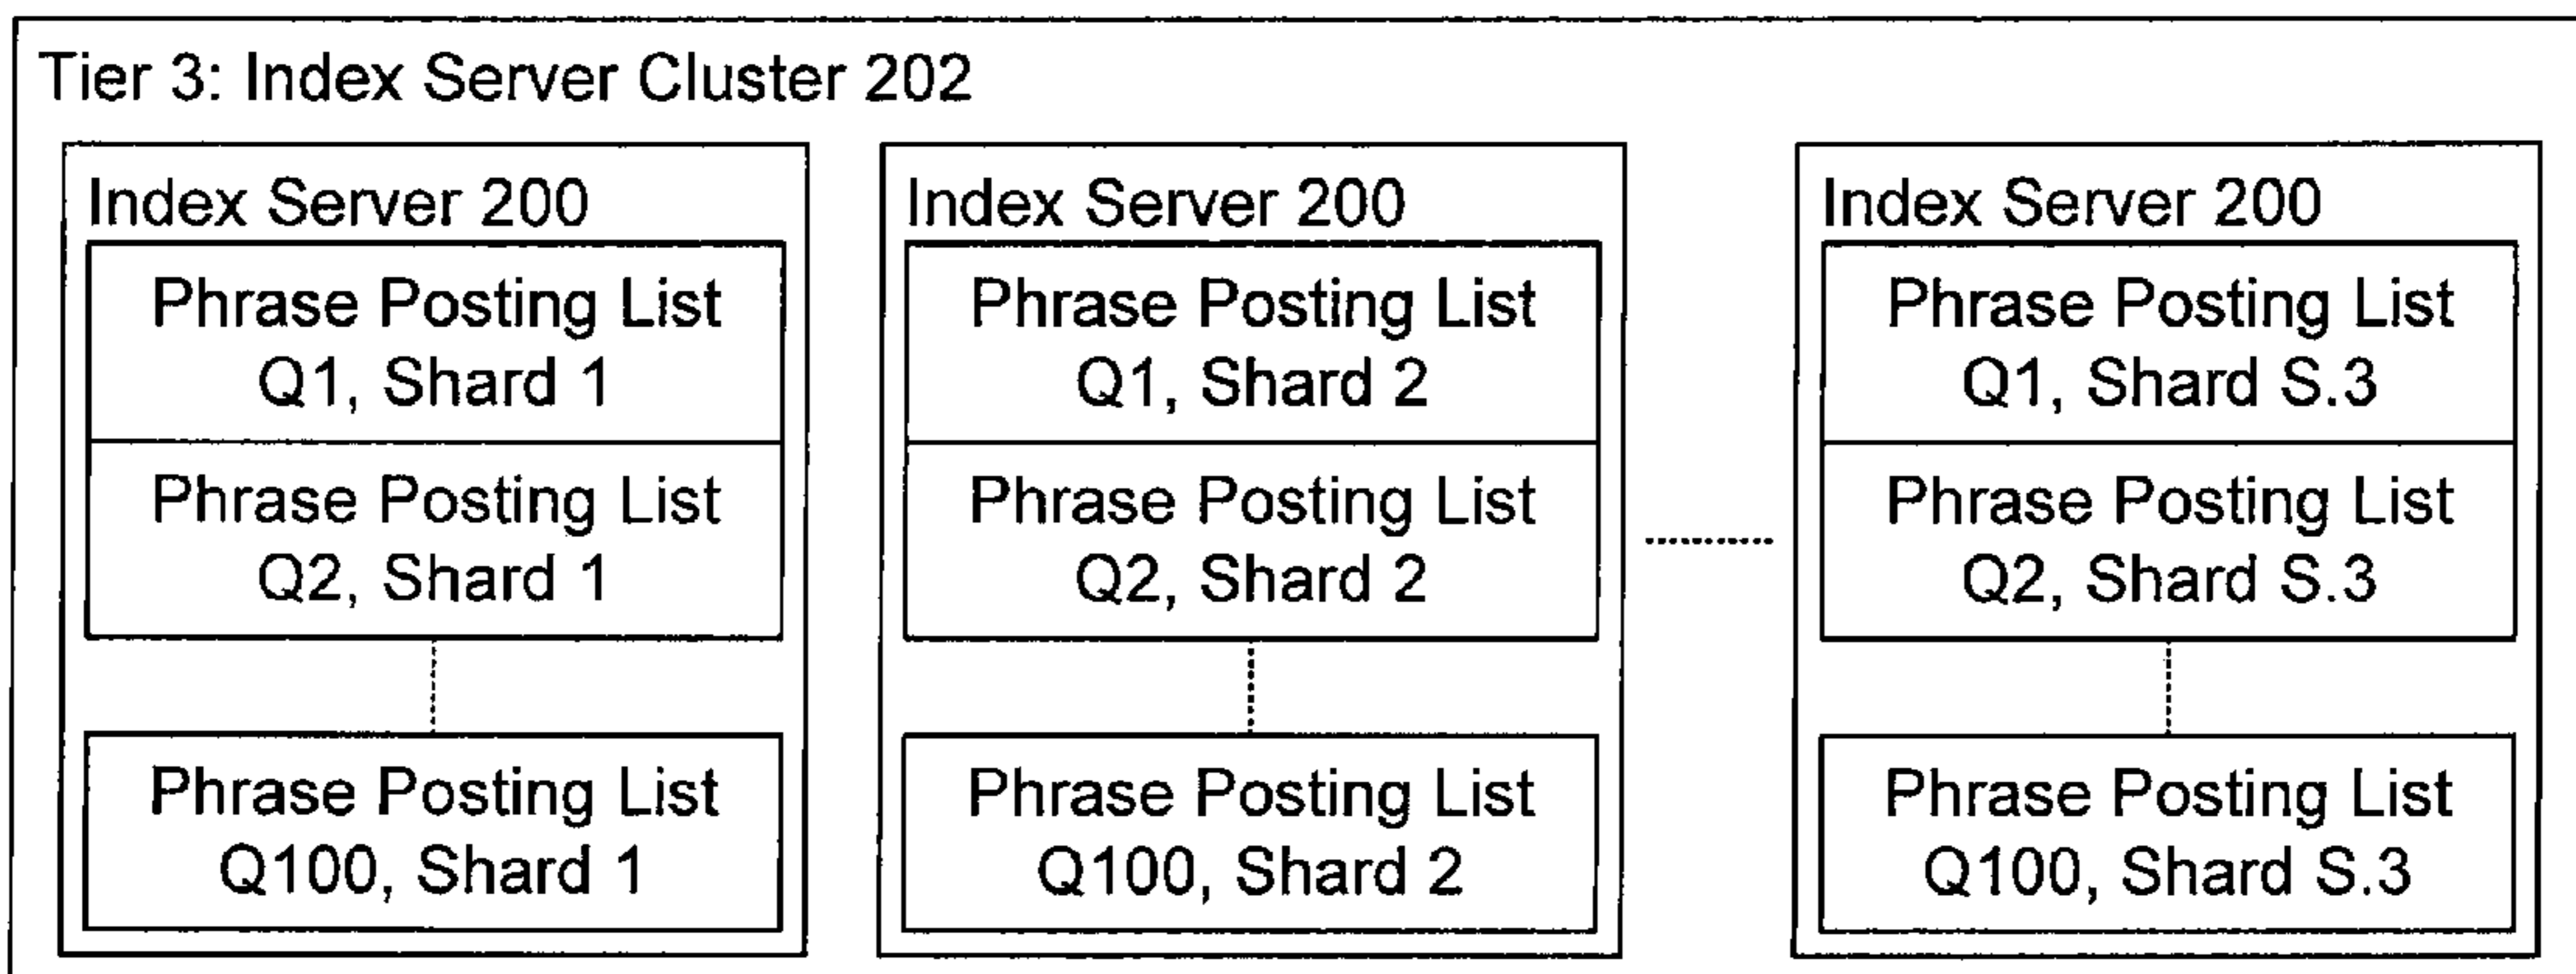 Tier 3: Index Server Cluster 202
Index Server 200
Phrase Posting List
Q1, Shard 1
Phrase Posting List
Q2, Shard 1
Phrase Posting List
Q100, Shard 1
Index Server 200
Phrase Posting List
Q1, Shard 2
Phrase Posting List
Q2, Shard 2
Phrase Posting List
Q100, Shard 2
Index Server 200
Phrase Posting List
Q1, Shard S.3
Phrase Posting List
Q2, Shard S.3
Phrase Posting List
Q100, Shard S.3